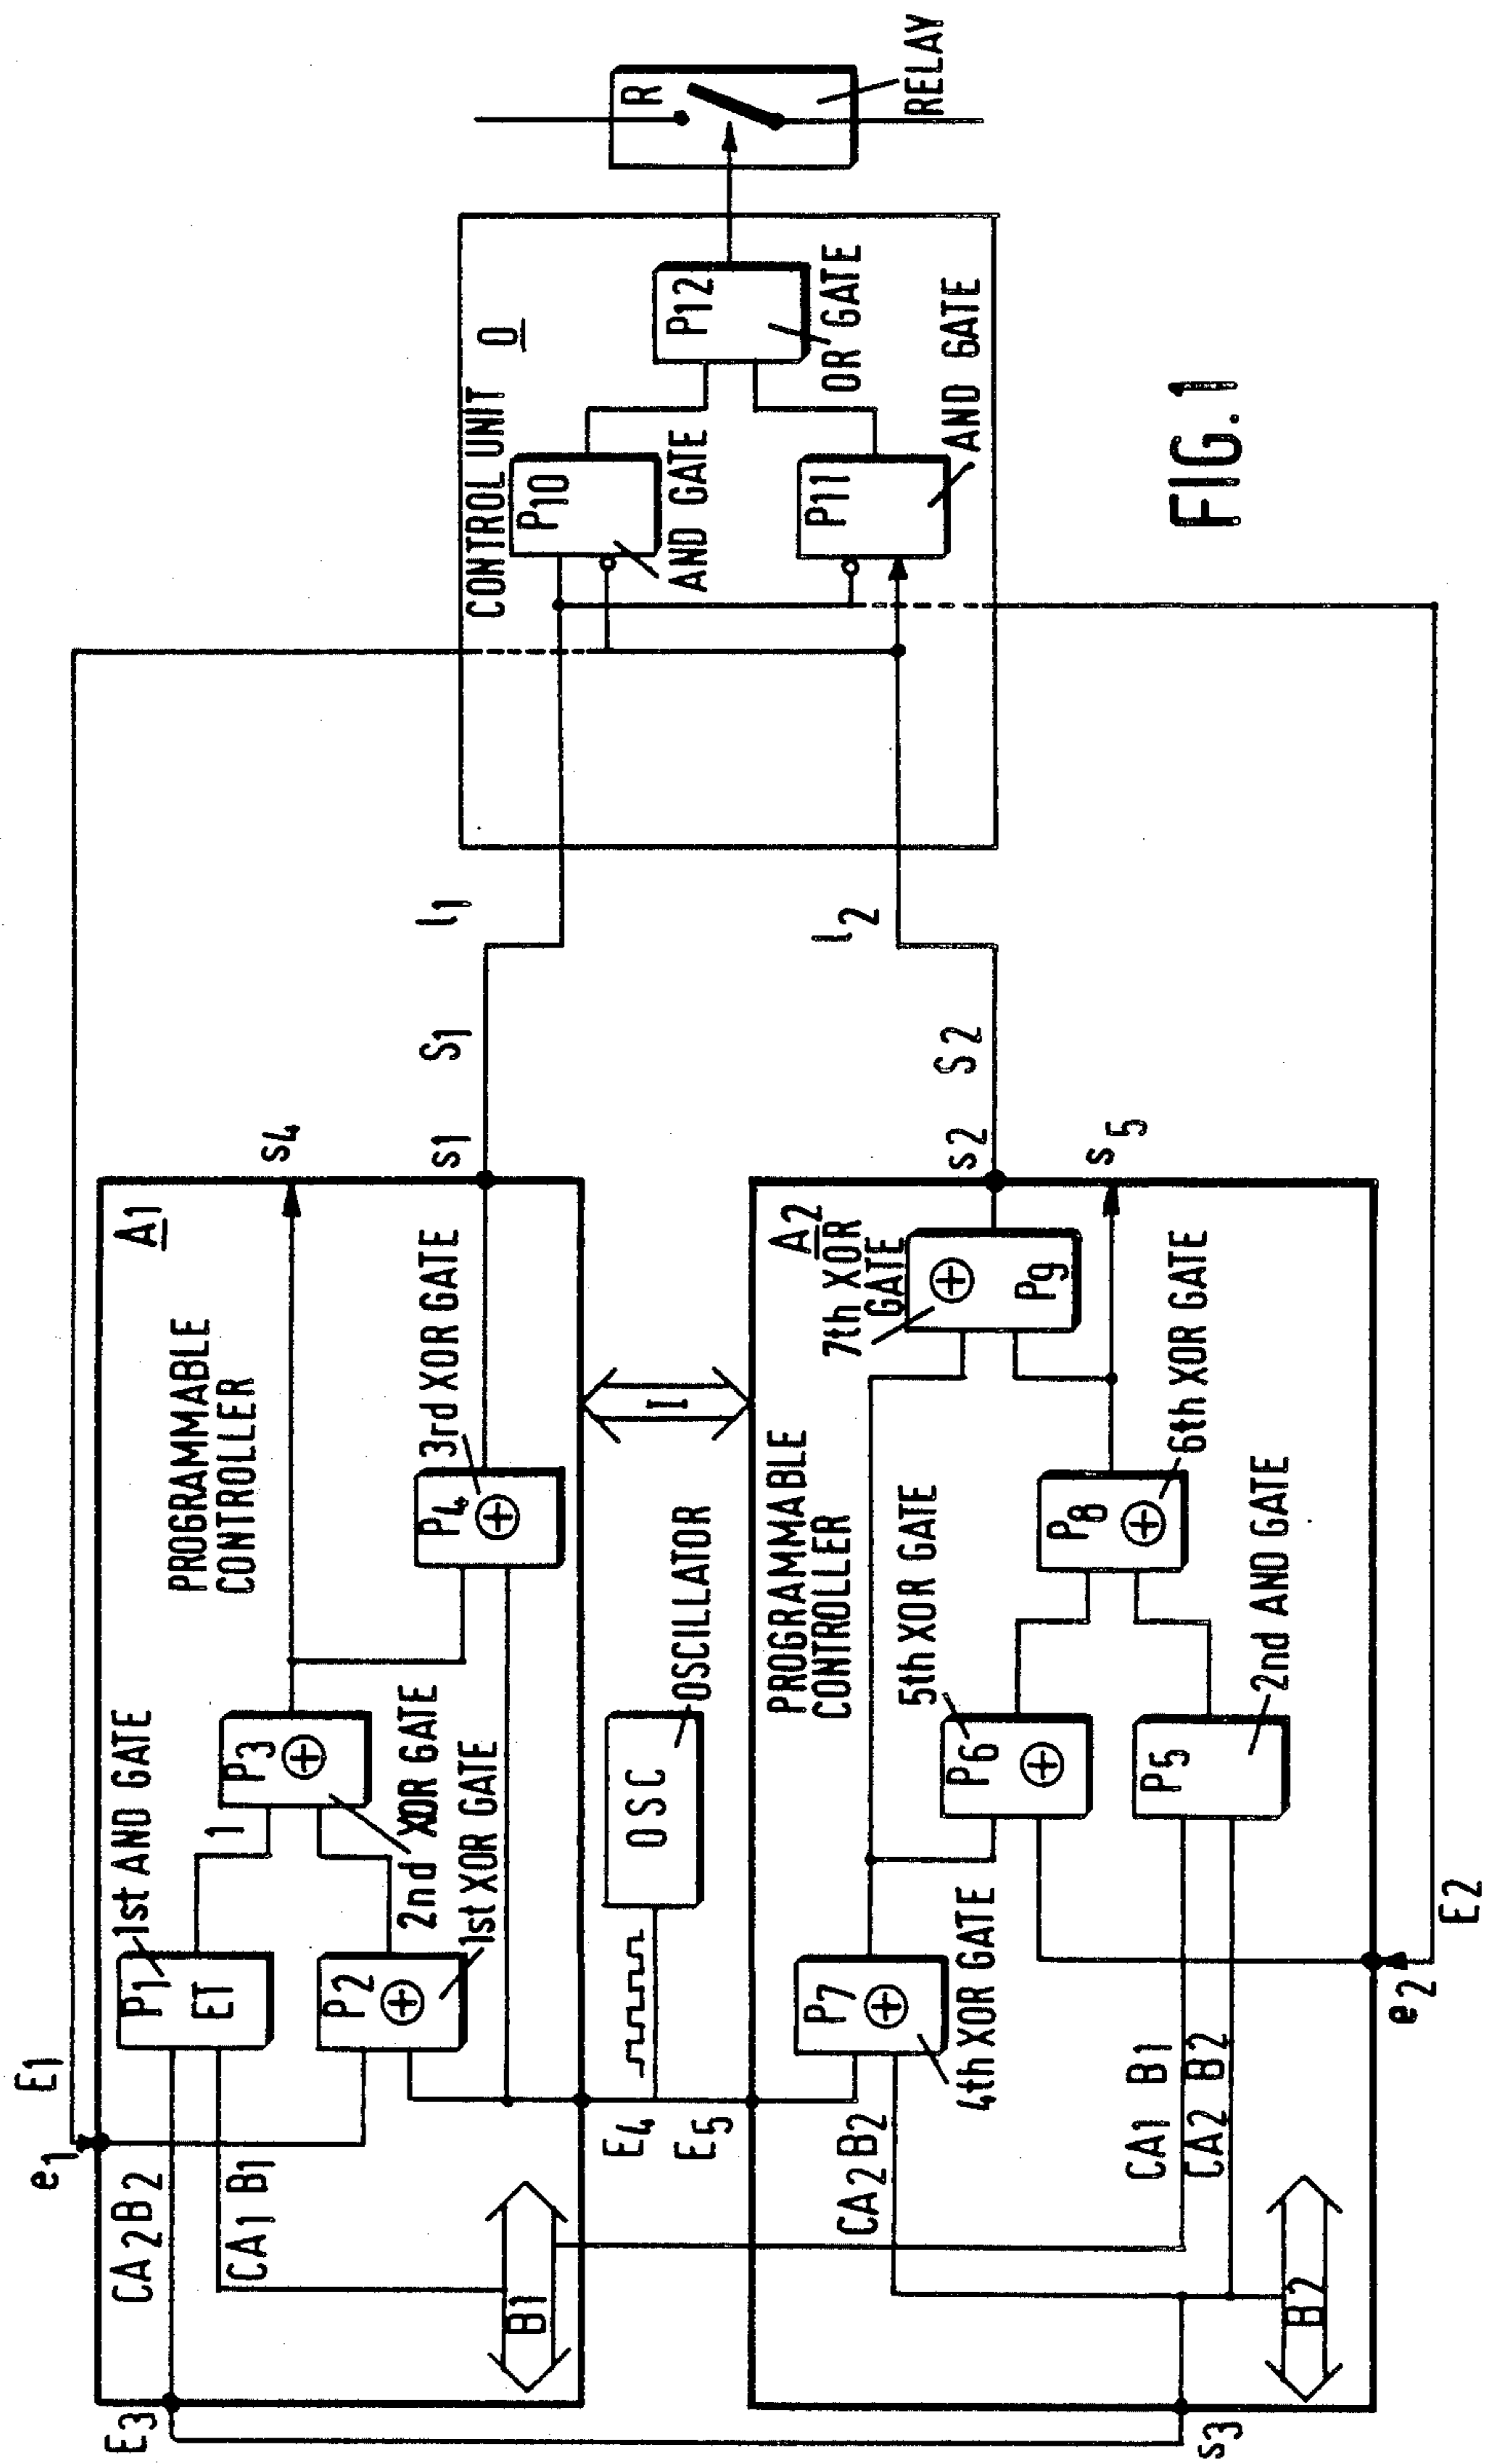 E3
CA2B2
CA1 B1
e1
E1
B1
P1
ET
1st AND GATE
P2
⊕
1st XOR GATE
1
P3
⊕
2nd XOR GATE
PROGRAMMABLE
CONTROLLER
A1
P4
⊕
3rd XOR GATE
s4
s1
S1
l1
E4
E5
OSC
OSCILLATOR
I
s3
B2
CA2B2
CA1 B1
CA2 B2
P7
⊕
4th XOR GATE
e2
E2
P6
⊕
5th XOR GATE
P5
2nd AND GATE
PROGRAMMABLE
CONTROLLER
A2
P8
⊕
6th XOR GATE
7th XOR
GATE
⊕
P9
s2
s5
S2
l2
CONTROL UNIT
O
P10
AND GATE
P11
AND GATE
P12
OR GATE
R
RELAY
FIG.1